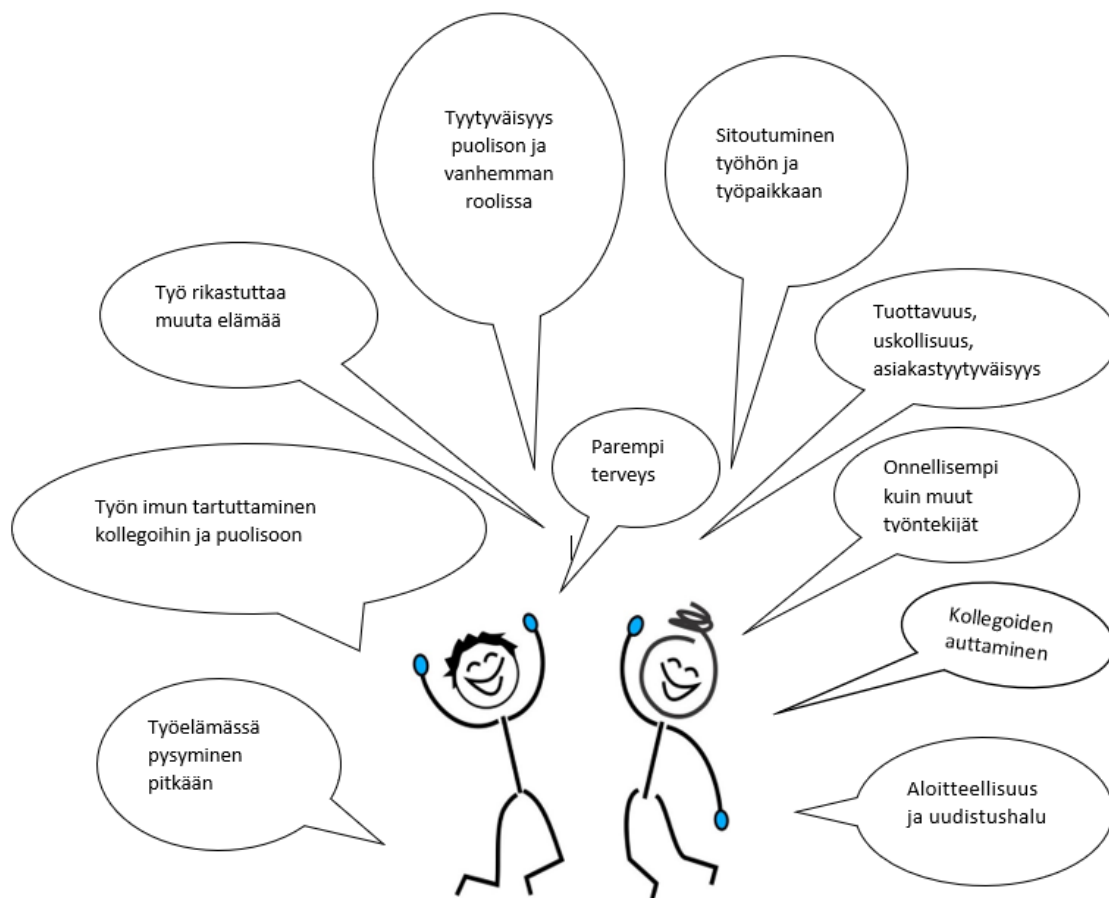 Tyytyväisyys
puolison ja
vanhemman
roolissa
Sitoutuminen
työhön ja
työpaikkaan
Työ rikastuttaa
muuta elämää
Tuottavuus,
uskollisuus,
asiakastyytyväisyys
Parempi
terveys
Onnellisempi
kuin muut
työntekijät
Työn imun tartuttaminen
kollegoihin ja puolisoon
Kollegoiden
auttaminen
Työelämässä
pysyminen
pitkään
Aloitteellisuus
ja uudistushalu